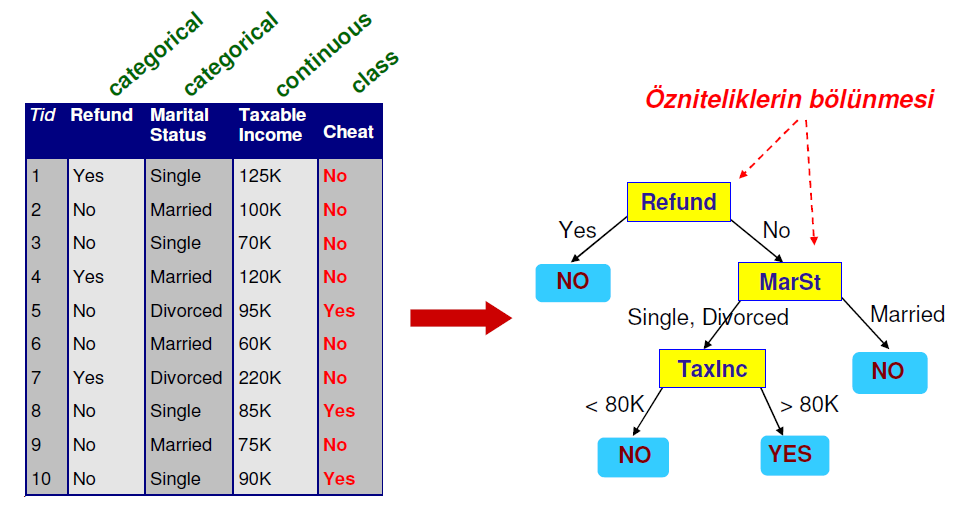 categorical categorical continuous class
Tid Refund Marital Status Taxable Income Cheat
1 Yes Single 125K No
2 No Married 100K No
3 No Single 70K No
4 Yes Married 120K No
5 No Divorced 95K Yes
6 No Married 60K No
7 Yes Divorced 220K No
8 No Single 85K Yes
9 No Married 75K No
10 No Single 90K Yes
Özniteliklerin bölünmesi
Refund
Yes No
NO MarSt
Single, Divorced Married
TaxInc NO
< 80K > 80K
NO YES